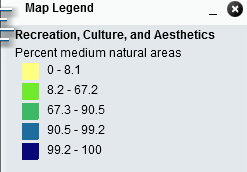 Map Legend
Recreation, Culture, and Aesthetics
Percent medium natural areas
0 - 8.1
8.2 - 67.2
67.3 - 90.5
90.5 - 99.2
99.2 - 100